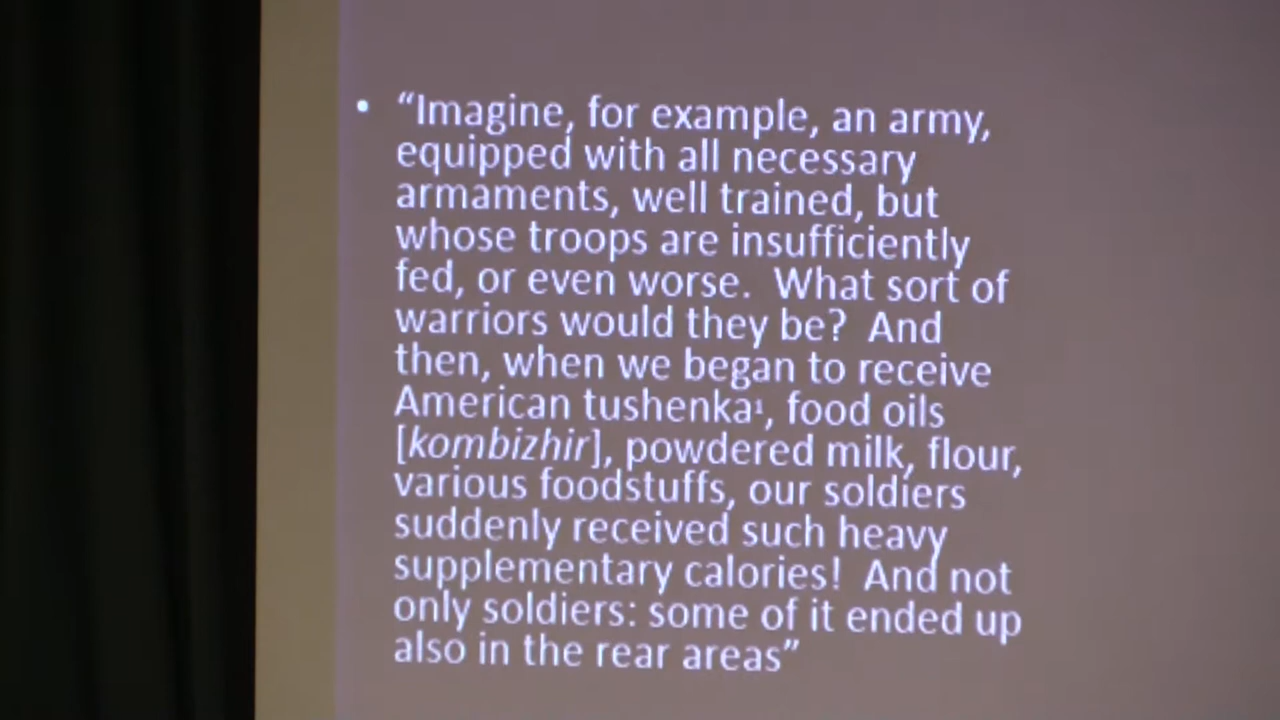 • “Imagine, for example, an army,
equipped with all necessary
armaments, well trained, but
whose troops are insufficiently
fed, or even worse.  What sort of
warriors would they be?  And
then, when we began to receive
American tushenka¹, food oils
[kombizhir], powdered milk, flour,
various foodstuffs, our soldiers
suddenly received such heavy
supplementary calories!  And not
only soldiers: some of it ended up
also in the rear areas”